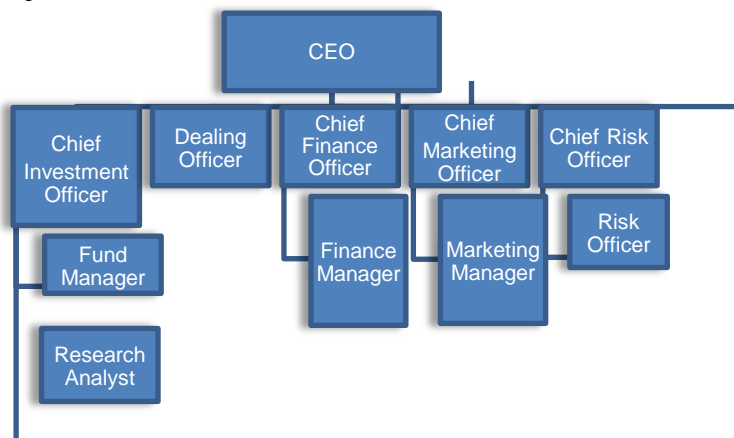 CEO
Chief
Investment
Officer
Dealing
Officer
Chief
Finance
Officer
Chief
Marketing
Officer
Chief Risk
Officer
Fund
Manager
Finance
Manager
Marketing
Manager
Risk
Officer
Research
Analyst